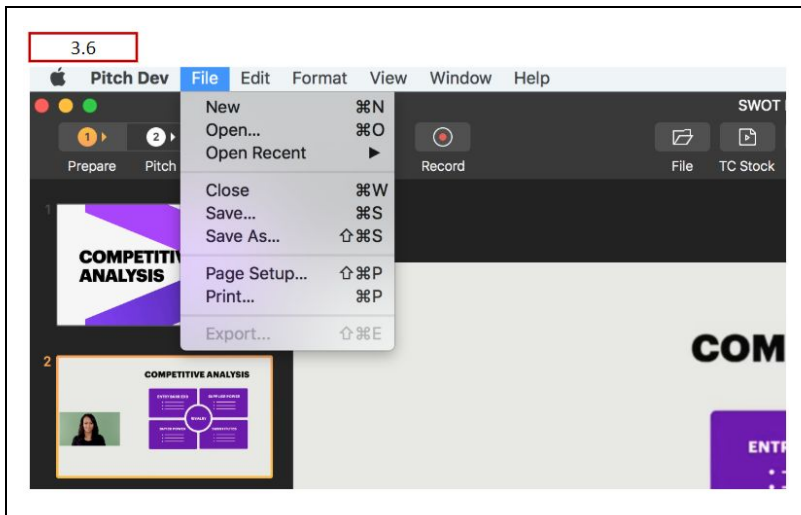 3.6
Pitch Dev File Edit Format View Window Help
SWOT
New ⌘N
Open... ⌘O
Open Recent ▶
Close ⌘W
Save... ⌘S
Save As... ⇧⌘S
Page Setup... ⇧⌘P
Print... ⌘P
Export... ⇧⌘E
1 2
Prepare Pitch Record File TC Stock
1
COMPETITIV
ANALYSIS
2
COMPETITIVE ANALYSIS
RIVALRY
COM
ENTR